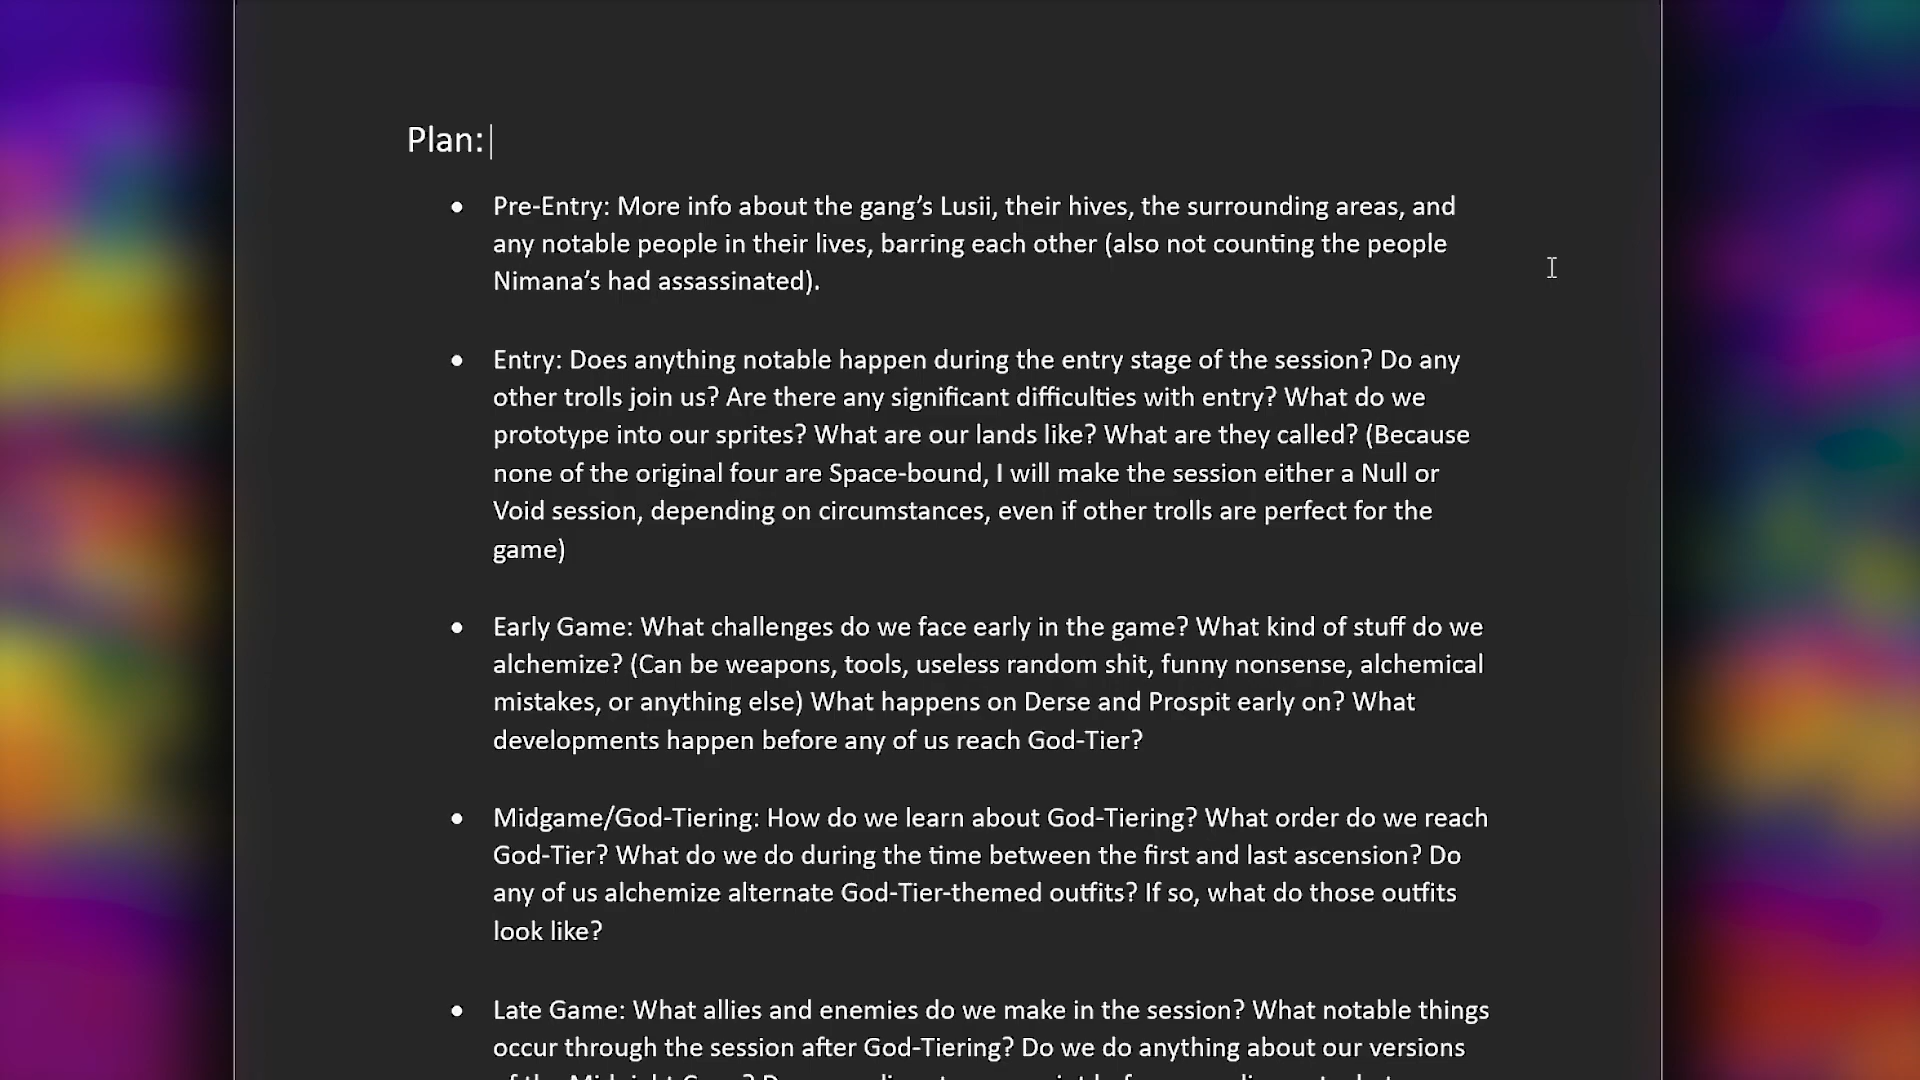 Plan:
• Pre-Entry: More info about the gang’s Lusii, their hives, the surrounding areas, and
any notable people in their lives, barring each other (also not counting the people
Nimana’s had assassinated).
• Entry: Does anything notable happen during the entry stage of the session? Do any
other trolls join us? Are there any significant difficulties with entry? What do we
prototype into our sprites? What are our lands like? What are they called? (Because
none of the original four are Space-bound, I will make the session either a Null or
Void session, depending on circumstances, even if other trolls are perfect for the
game)
• Early Game: What challenges do we face early in the game? What kind of stuff do we
alchemize? (Can be weapons, tools, useless random shit, funny nonsense, alchemical
mistakes, or anything else) What happens on Derse and Prospit early on? What
developments happen before any of us reach God-Tier?
• Midgame/God-Tiering: How do we learn about God-Tiering? What order do we reach
God-Tier? What do we do during the time between the first and last ascension? Do
any of us alchemize alternate God-Tier-themed outfits? If so, what do those outfits
look like?
• Late Game: What allies and enemies do we make in the session? What notable things
occur through the session after God-Tiering? Do we do anything about our versions
of the Midnight